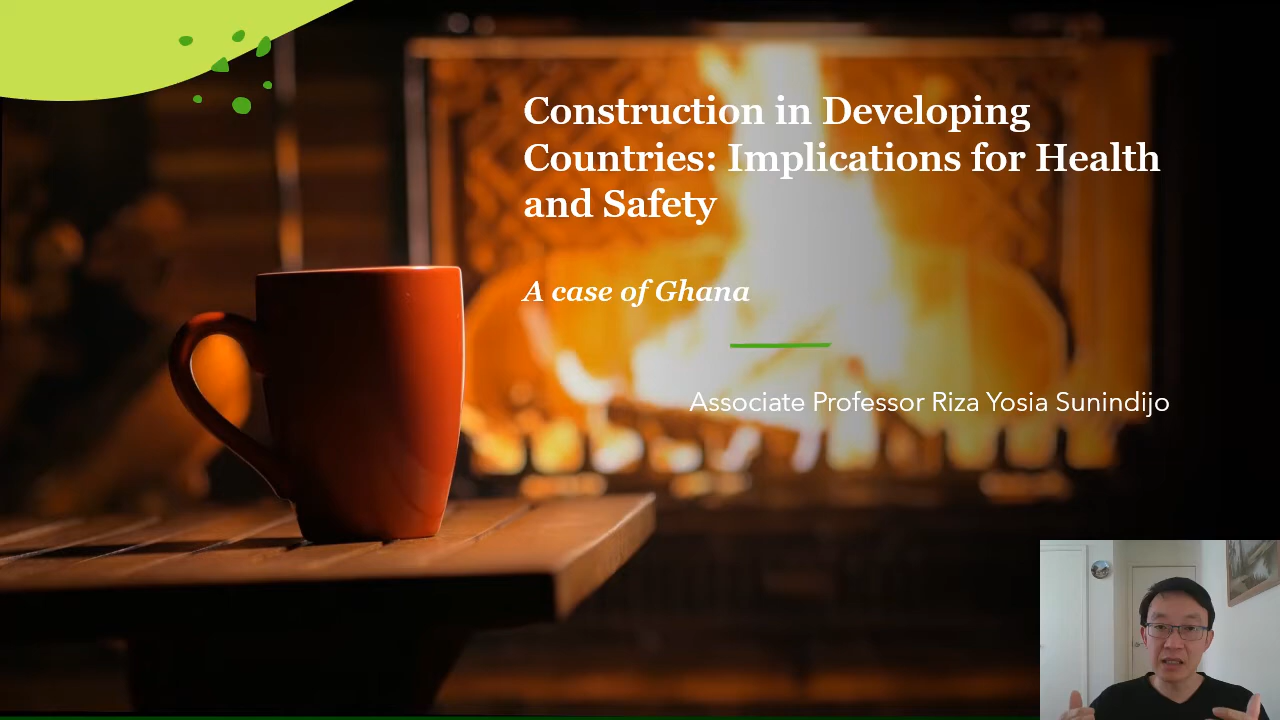 Construction in Developing
Countries: Implications for Health
and Safety
A case of Ghana
Associate Professor Riza Yosia Sunindijo